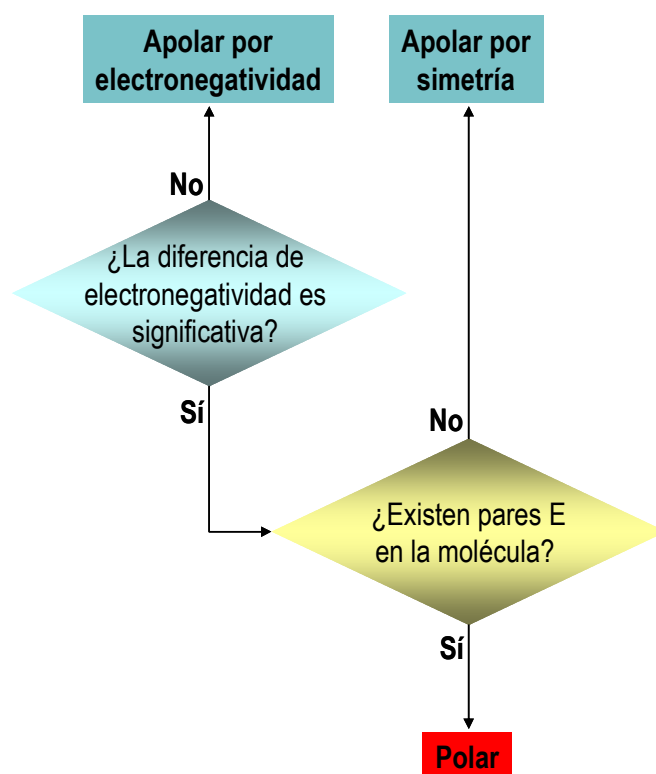 Apolar por
electronegatividad
Apolar por
simetría
No
¿La diferencia de
electronegatividad es
significativa?
Sí
No
¿Existen pares E
en la molécula?
Sí
Polar